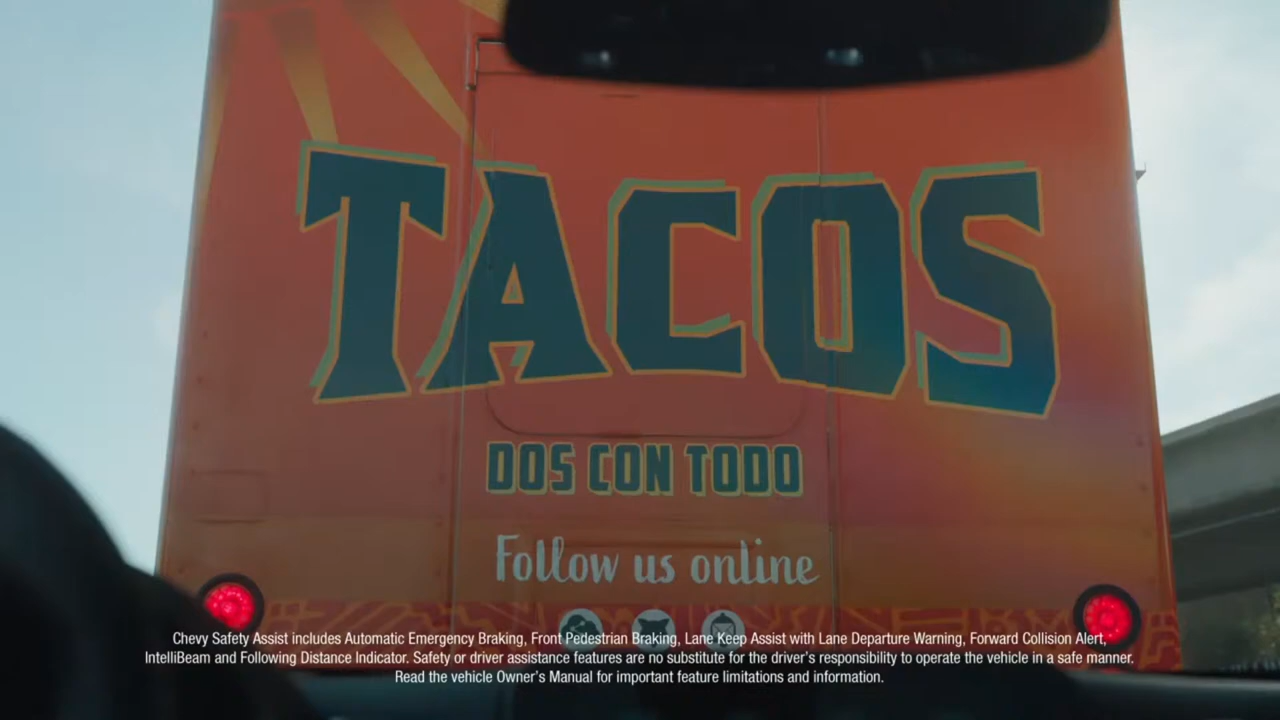 TACOS
DOS CON TODO
Follow us online
Chevy Safety Assist includes Automatic Emergency Braking, Front Pedestrian Braking, Lane Keep Assist with Lane Departure Warning, Forward Collision Alert,
IntelliBeam and Following Distance Indicator. Safety or driver assistance features are no substitute for the driver's responsibility to operate the vehicle in a safe manner.
Read the vehicle Owner's Manual for important feature limitations and information.